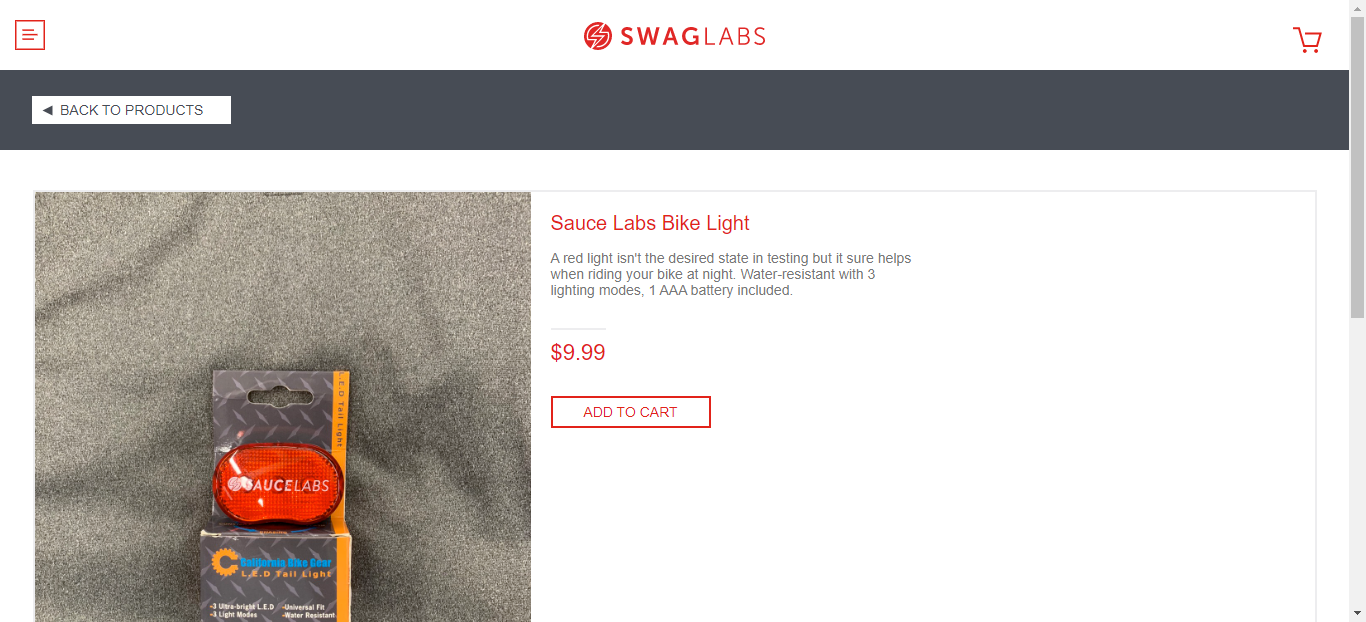 SWAGLABS
◄ BACK TO PRODUCTS
Sauce Labs Bike Light
A red light isn't the desired state in testing but it sure helps
when riding your bike at night. Water-resistant with 3
lighting modes, 1 AAA battery included.
$9.99
ADD TO CART
L.E.D Tail Light
SAUCELABS
California Bike Gear
L.E.D Tail Light
-3 Ultra-bright L.E.D -Universal Fit
-3 Light Modes -Water Resistant